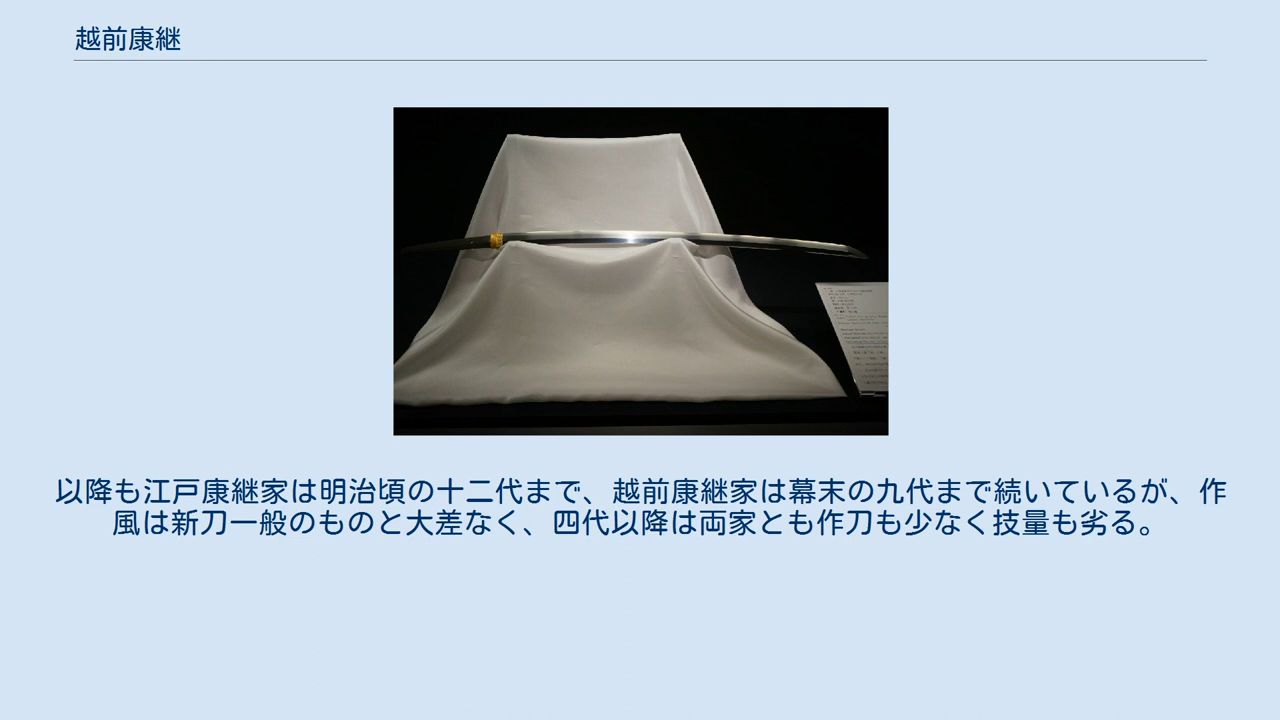 越前康継
以降も江戸康継家は明治頃の十二代まで、越前康継家は幕末の九代まで続いているが、作
風は新刀一般のものと大差なく、四代以降は両家とも作刀も少なく技量も劣る。